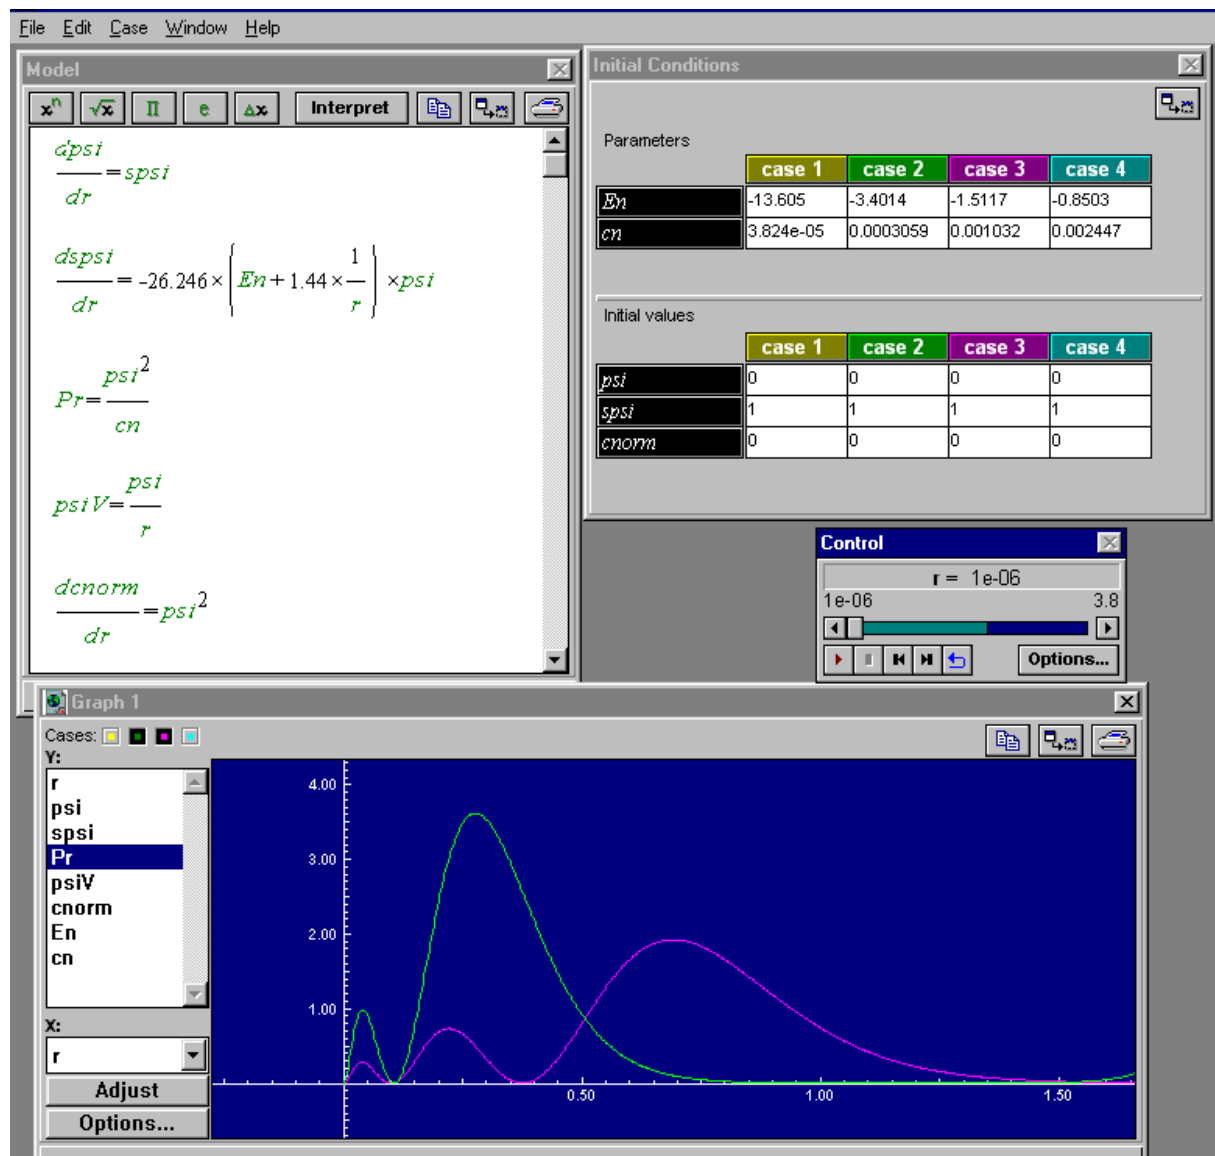 File Edit Case Window Help
Model
xⁿ √x Π e Δx Interpret
dpsi/dr = spsi
dspsi/dr = -26.246 × (En + 1.44 × 1/r) × psi
Pr = psi²/cn
psiV = psi/r
dcnorm/dr = psi²
Initial Conditions
Parameters
case 1 case 2 case 3 case 4
En -13.605 -3.4014 -1.5117 -0.8503
cn 3.824e-05 0.0003059 0.001032 0.002447
Initial values
case 1 case 2 case 3 case 4
psi 0 0 0 0
spsi 1 1 1 1
cnorm 0 0 0 0
Control
r = 1e-06
1e-06 3.8
Options...
Graph 1
Cases:
Y:
r
psi
spsi
Pr
psiV
cnorm
En
cn
X:
r
Adjust
Options...
4.00
3.00
2.00
1.00
0.50 1.00 1.50